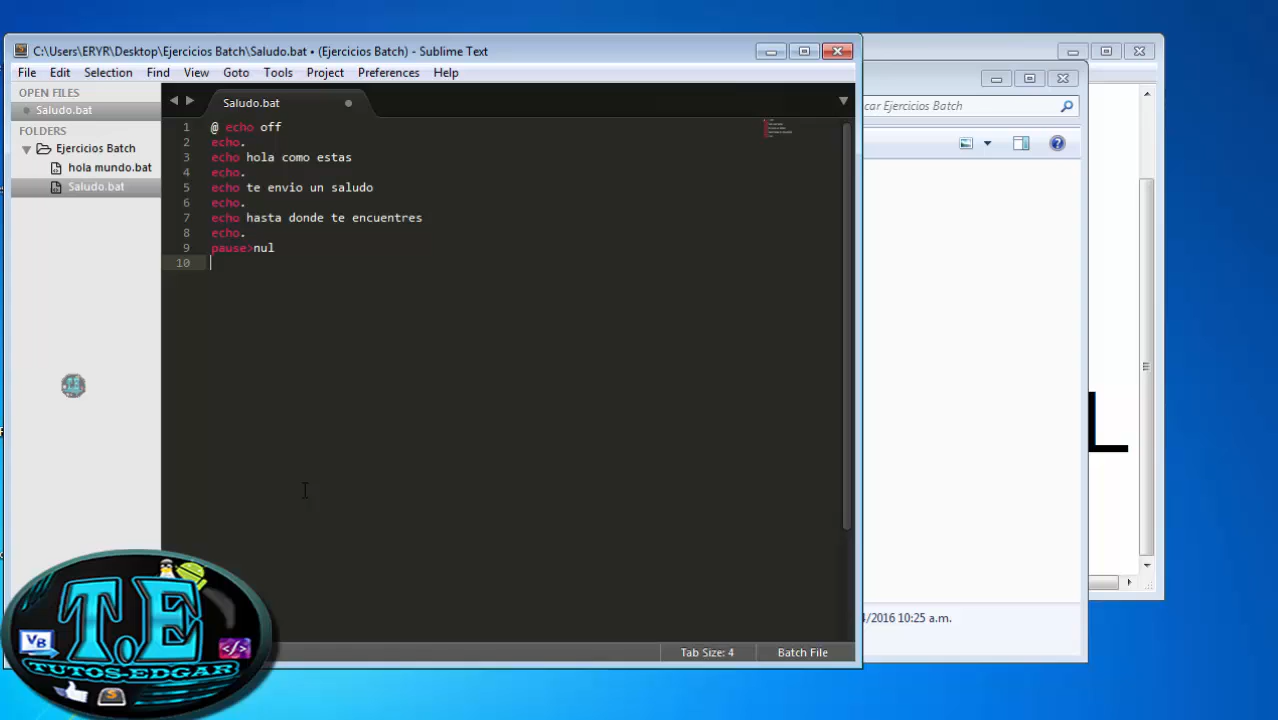 C:\Users\ERYR\Desktop\Ejercicios Batch\Saludo.bat • (Ejercicios Batch) - Sublime Text
File Edit Selection Find View Goto Tools Project Preferences Help
OPEN FILES
Saludo.bat
FOLDERS
Ejercicios Batch
hola mundo.bat
Saludo.bat
Saludo.bat
1 @ echo off
2 echo.
3 echo hola como estas
4 echo.
5 echo te envio un saludo
6 echo.
7 echo hasta donde te encuentres
8 echo.
9 pause>nul
10
car Ejercicios Batch
4/2016 10:25 a.m.
Tab Size: 4 Batch File
T.E
VB
</>
TUTOS-EDGAR
S
T.E
L